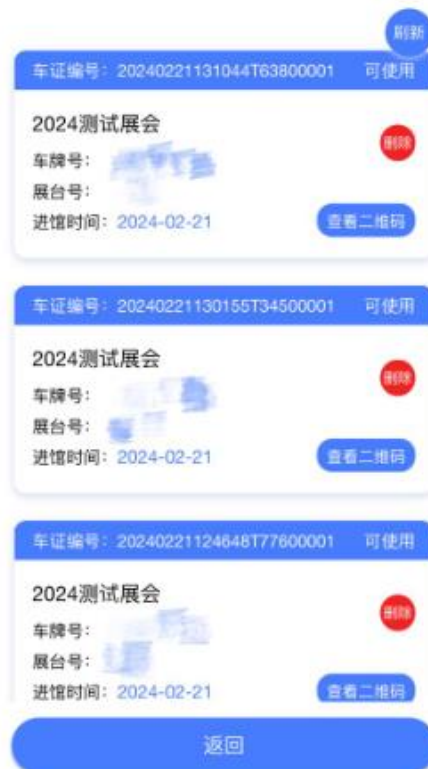 刷新
车证编号：20240221131044T63800001 可使用
2024测试展会
删除
车牌号：
展台号：
进馆时间：2024-02-21 查看二维码
车证编号：20240221130155T34500001 可使用
2024测试展会
删除
车牌号：
展台号：
进馆时间：2024-02-21 查看二维码
车证编号：20240221124648T77600001 可使用
2024测试展会
删除
车牌号：
展台号：
进馆时间：2024-02-21 查看二维码
返回